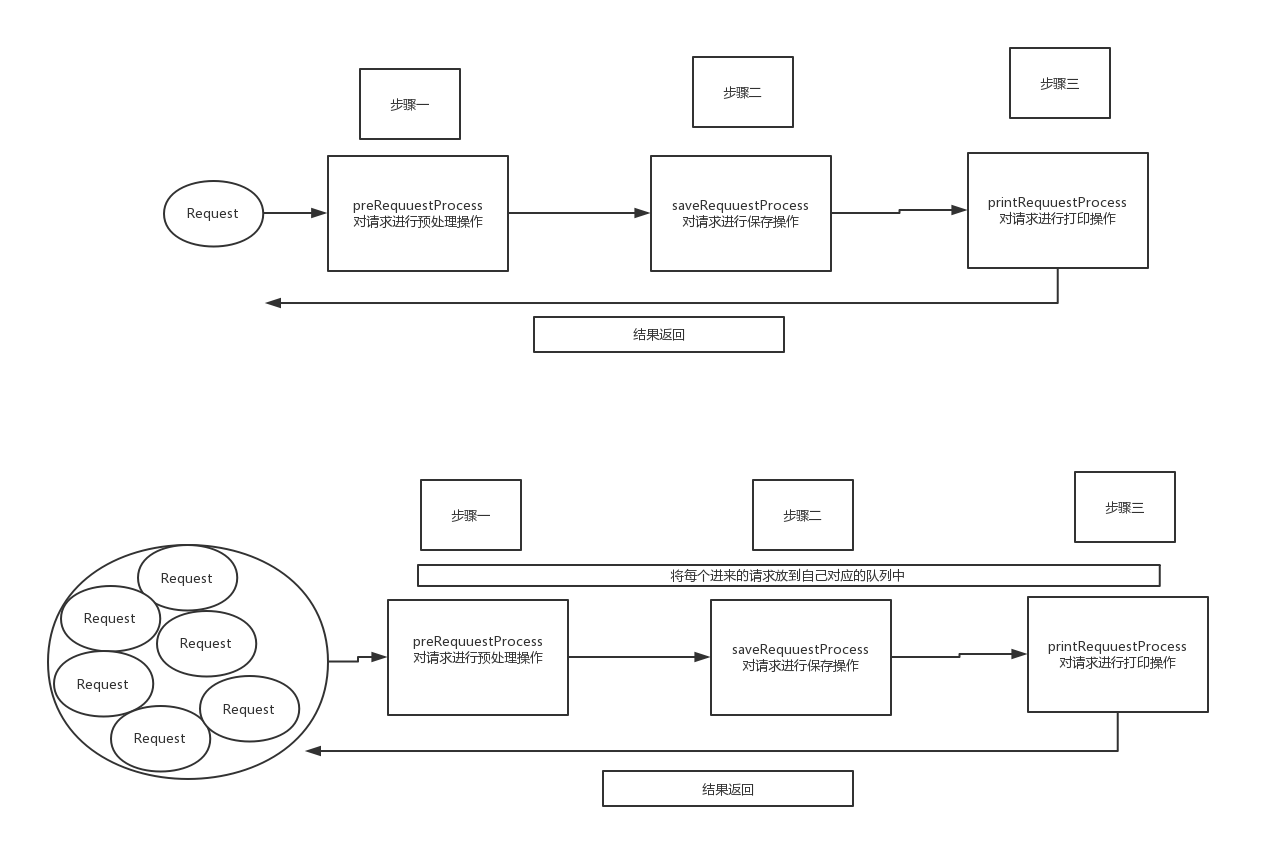 步骤一
步骤二
步骤三
Request
preRequuestProcess
对请求进行预处理操作
saveRequuestProcess
对请求进行保存操作
printRequuestProcess
对请求进行打印操作
结果返回
步骤一
步骤二
步骤三
将每个进来的请求放到自己对应的队列中
Request
Request
Request
Request
Request
Request
preRequuestProcess
对请求进行预处理操作
saveRequuestProcess
对请求进行保存操作
printRequuestProcess
对请求进行打印操作
结果返回